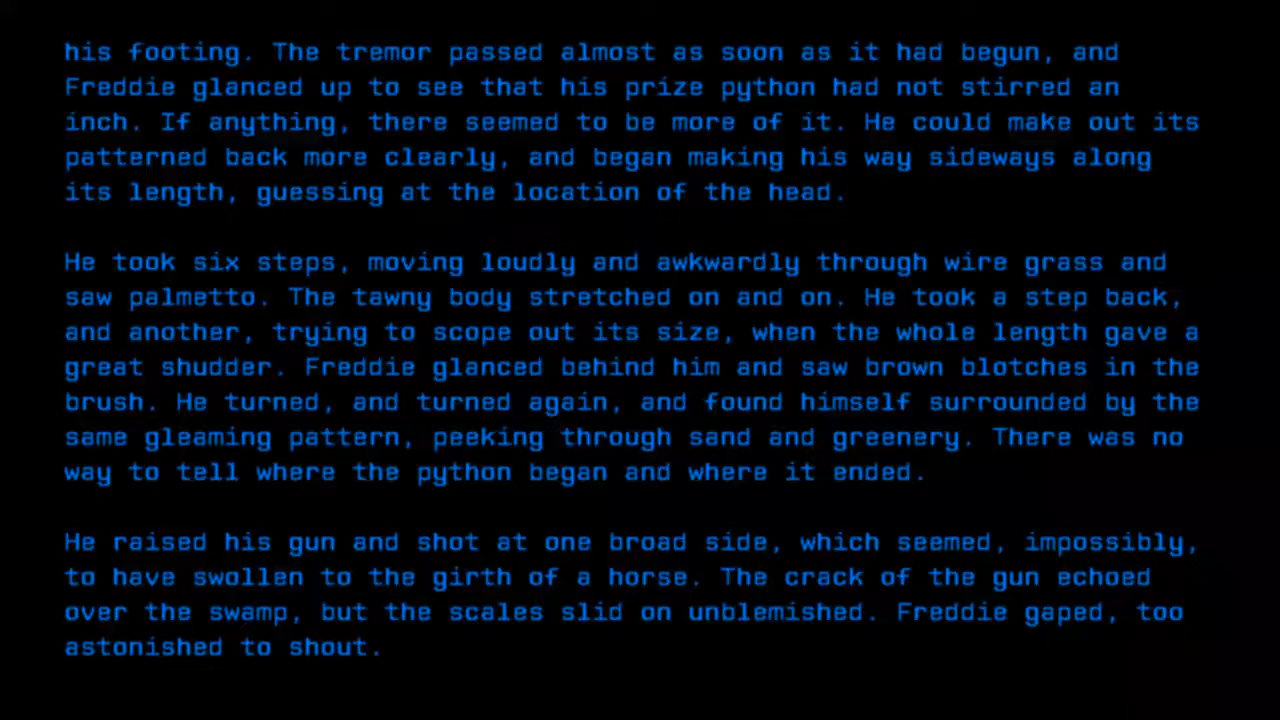 his footing. The tremor passed almost as soon as it had begun, and
Freddie glanced up to see that his prize python had not stirred an
inch. If anything, there seemed to be more of it. He could make out its
patterned back more clearly, and began making his way sideways along
its length, guessing at the location of the head.
He took six steps, moving loudly and awkwardly through wire grass and
saw palmetto. The tawny body stretched on and on. He took a step back,
and another, trying to scope out its size, when the whole length gave a
great shudder. Freddie glanced behind him and saw brown blotches in the
brush. He turned, and turned again, and found himself surrounded by the
same gleaming pattern, peeking through sand and greenery. There was no
way to tell where the python began and where it ended.
He raised his gun and shot at one broad side, which seemed, impossibly,
to have swollen to the girth of a horse. The crack of the gun echoed
over the swamp, but the scales slid on unblemished. Freddie gaped, too
astonished to shout.